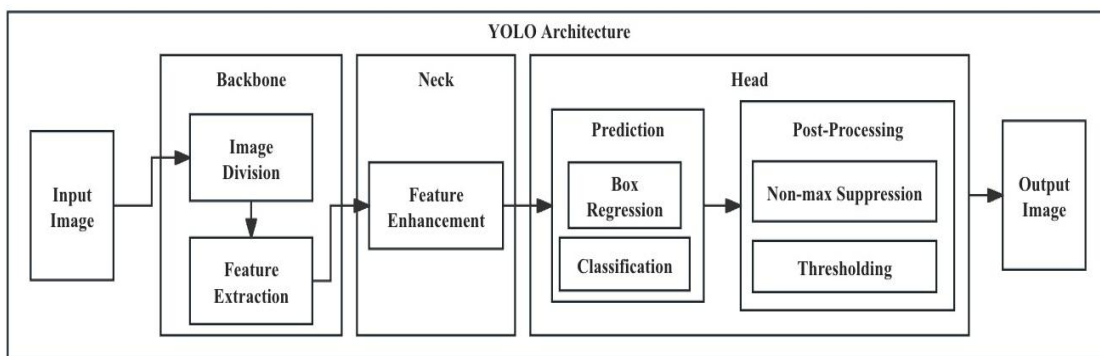 YOLO Architecture
Backbone
Neck
Head
Input
Image
Image
Division
Feature
Extraction
Feature
Enhancement
Prediction
Box
Regression
Classification
Post-Processing
Non-max Suppression
Thresholding
Output
Image